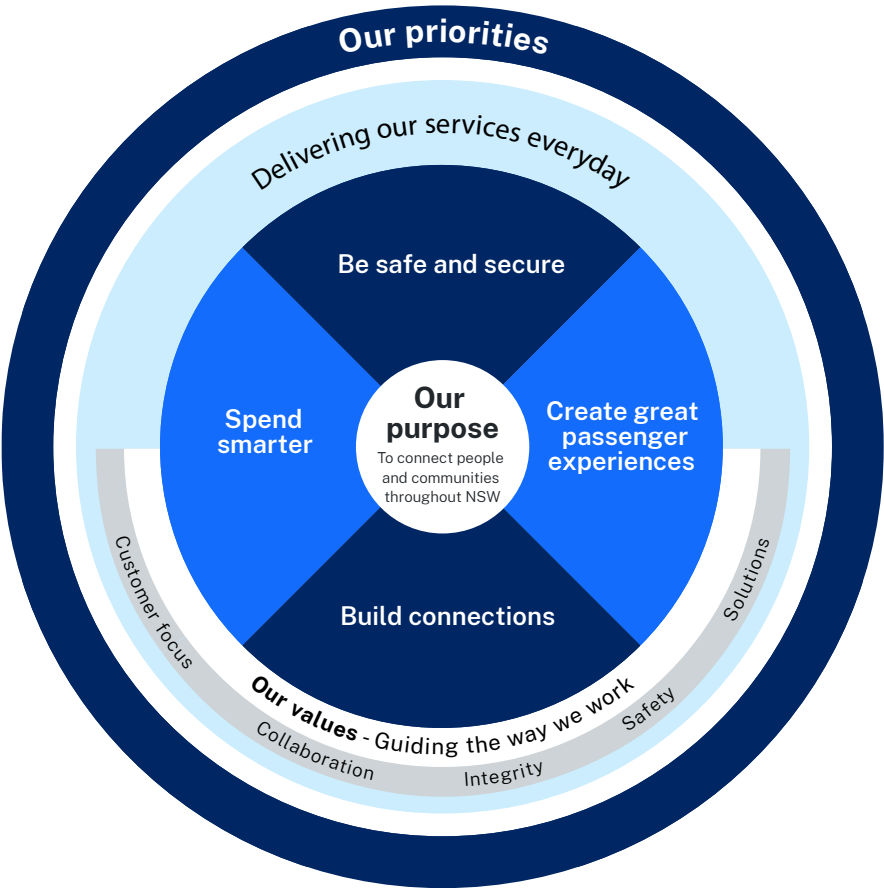 Our priorities
Delivering our services everyday
Be safe and secure
Spend
smarter
Our
purpose
To connect people
and communities
throughout NSW
Create great
passenger
experiences
Build connections
Our values - Guiding the way we work
Customer focus
Collaboration
Integrity
Safety
Solutions